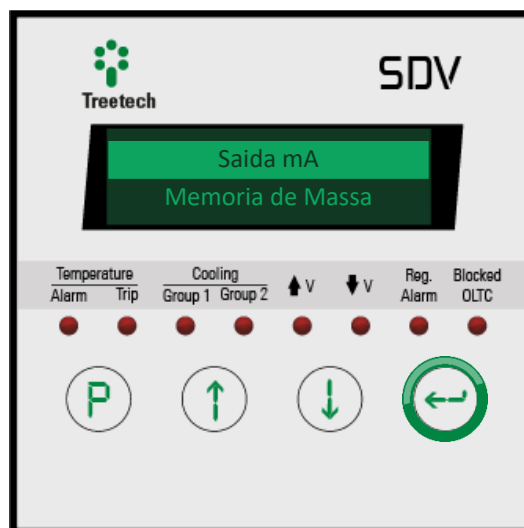 Treetech
SDV
Saida mA
Memoria de Massa
Temperature Cooling V V Reg. Blocked
Alarm Trip Group 1 Group 2 Alarm OLTC
P